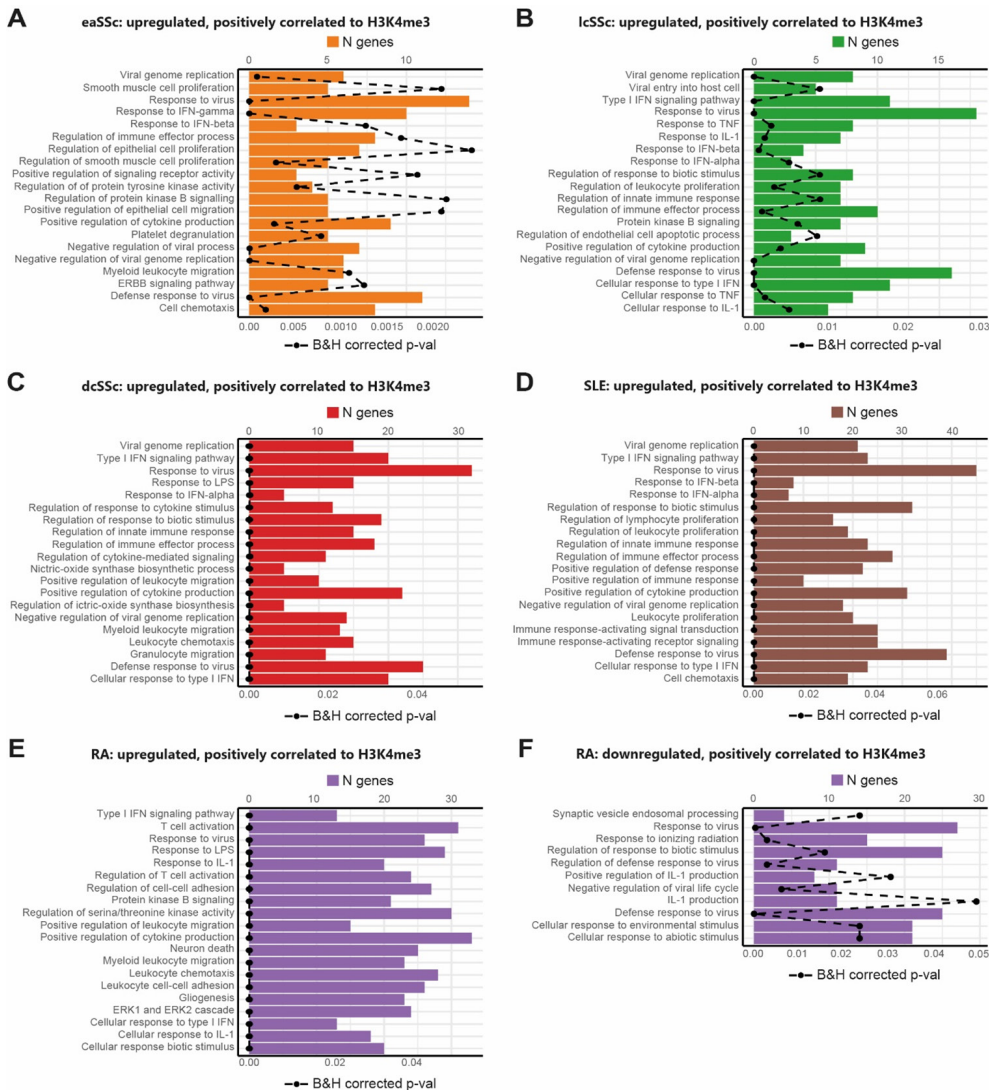 A
eaSSc: upregulated, positively correlated to H3K4me3
N genes
0 5 10
Viral genome replication
Smooth muscle cell proliferation
Response to virus
Response to IFN-gamma
Response to IFN-beta
Regulation of immune effector process
Regulation of epithelial cell proliferation
Regulation of smooth muscle cell proliferation
Positive regulation of signaling receptor activity
Regulation of of protein tyrosine kinase activity
Regulation of protein kinase B signalling
Positive regulation of epithelial cell migration
Positive regulation of cytokine production
Platelet degranulation
Negative regulation of viral process
Negative regulation of viral genome replication
Myeloid leukocyte migration
ERBB signaling pathway
Defense response to virus
Cell chemotaxis
0.000 0.0005 0.0010 0.0015 0.0020
B&H corrected p-val
B
lcSSc: upregulated, positively correlated to H3K4me3
N genes
0 5 10 15
Viral genome replication
Viral entry into host cell
Type I IFN signaling pathway
Response to virus
Response to TNF
Response to IL-1
Response to IFN-beta
Response to IFN-alpha
Regulation of response to biotic stimulus
Regulation of leukocyte proliferation
Regulation of innate immune response
Regulation of immune effector process
Protein kinase B signaling
Regulation of endothelial cell apoptotic process
Positive regulation of cytokine production
Negative regulation of viral genome replication
Defense response to virus
Cellular response to type I IFN
Cellular response to TNF
Cellular response to IL-1
0.00 0.01 0.02 0.03
B&H corrected p-val
C
dcSSc: upregulated, positively correlated to H3K4me3
N genes
0 10 20 30
Viral genome replication
Type I IFN signaling pathway
Response to virus
Response to LPS
Response to IFN-alpha
Regulation of response to cytokine stimulus
Regulation of response to biotic stimulus
Regulation of innate immune response
Regulation of immune effector process
Regulation of cytokine-mediated signaling
Nictric-oxide synthase biosynthetic process
Positive regulation of leukocyte migration
Positive regulation of cytokine production
Regulation of ictric-oxide synthase biosynthesis
Negative regulation of viral genome replication
Myeloid leukocyte migration
Leukocyte chemotaxis
Granulocyte migration
Defense response to virus
Cellular response to type I IFN
0.00 0.02 0.04
B&H corrected p-val
D
SLE: upregulated, positively correlated to H3K4me3
N genes
0 10 20 30 40
Viral genome replication
Type I IFN signaling pathway
Response to virus
Response to IFN-beta
Response to IFN-alpha
Regulation of response to biotic stimulus
Regulation of lymphocyte proliferation
Regulation of leukocyte proliferation
Regulation of innate immune response
Regulation of immune effector process
Positive regulation of defense response
Positive regulation of immune response
Positive regulation of cytokine production
Negative regulation of viral genome replication
Leukocyte proliferation
Immune response-activating signal transduction
Immune response-activating receptor signaling
Defense response to virus
Cellular response to type I IFN
Cell chemotaxis
0.00 0.02 0.04 0.06
B&H corrected p-val
E
RA: upregulated, positively correlated to H3K4me3
N genes
0 10 20 30
Type I IFN signaling pathway
T cell activation
Response to virus
Response to LPS
Response to IL-1
Regulation of T cell activation
Regulation of cell-cell adhesion
Protein kinase B signaling
Regulation of serina/threonine kinase activity
Positive regulation of leukocyte migration
Positive regulation of cytokine production
Neuron death
Myeloid leukocyte migration
Leukocyte chemotaxis
Leukocyte cell-cell adhesion
Gliogenesis
ERK1 and ERK2 cascade
Cellular response to type I IFN
Cellular response to IL-1
Cellular response biotic stimulus
0.00 0.02 0.04
B&H corrected p-val
F
RA: downregulated, positively correlated to H3K4me3
N genes
0 10 20 30
Synaptic vesicle endosomal processing
Response to virus
Response to ionizing radiation
Regulation of response to biotic stimulus
Regulation of defense response to virus
Positive regulation of IL-1 production
Negative regulation of viral life cycle
IL-1 production
Defense response to virus
Cellular response to environmental stimulus
Cellular response to abiotic stimulus
0.00 0.01 0.02 0.03 0.04 0.05
B&H corrected p-val